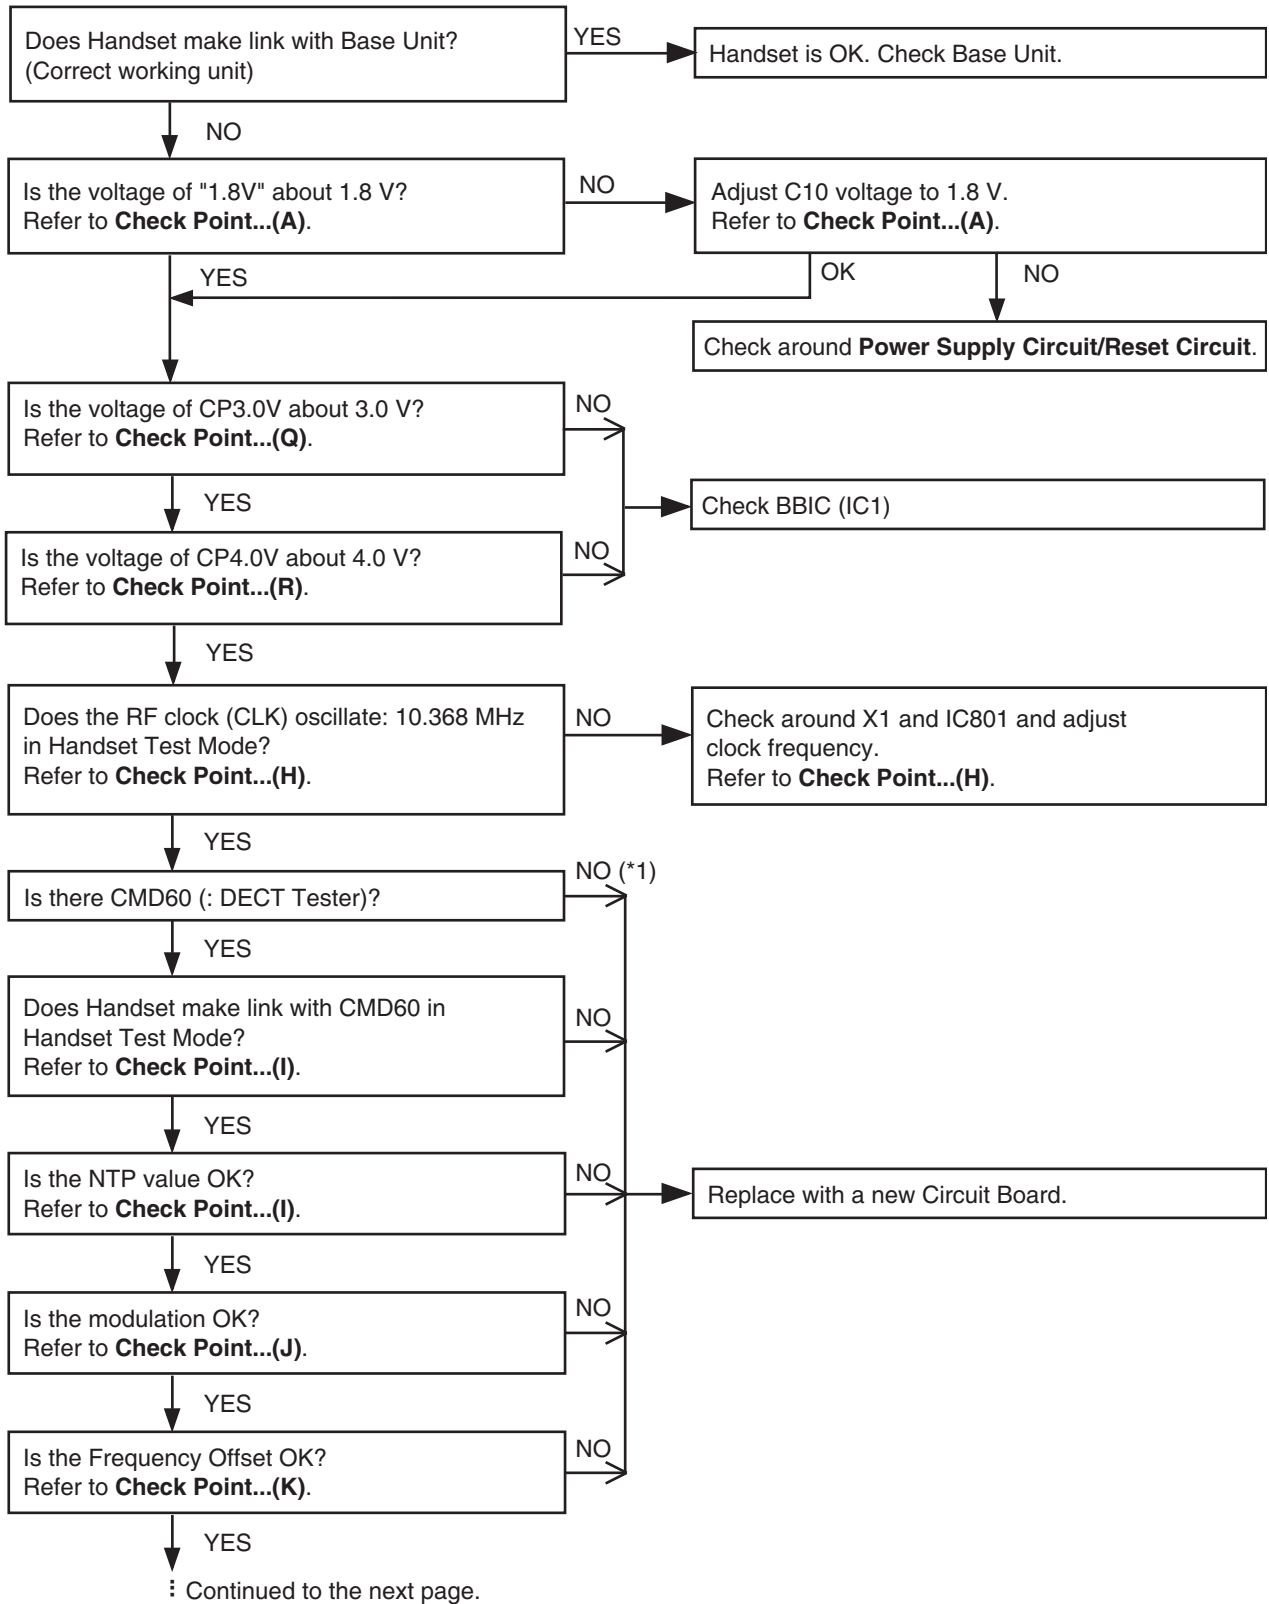 Does Handset make link with Base Unit?
(Correct working unit)
YES
Handset is OK. Check Base Unit.
NO
Is the voltage of "1.8V" about 1.8 V?
Refer to Check Point...(A).
NO
Adjust C10 voltage to 1.8 V.
Refer to Check Point...(A).
YES
OK
NO
Check around Power Supply Circuit/Reset Circuit.
Is the voltage of CP3.0V about 3.0 V?
Refer to Check Point...(Q).
NO
YES
Check BBIC (IC1)
Is the voltage of CP4.0V about 4.0 V?
Refer to Check Point...(R).
NO
YES
Does the RF clock (CLK) oscillate: 10.368 MHz
in Handset Test Mode?
Refer to Check Point...(H).
NO
Check around X1 and IC801 and adjust
clock frequency.
Refer to Check Point...(H).
YES
Is there CMD60 (: DECT Tester)?
NO (*1)
YES
Does Handset make link with CMD60 in
Handset Test Mode?
Refer to Check Point...(I).
NO
YES
Is the NTP value OK?
Refer to Check Point...(I).
NO
Replace with a new Circuit Board.
YES
Is the modulation OK?
Refer to Check Point...(J).
NO
YES
Is the Frequency Offset OK?
Refer to Check Point...(K).
NO
YES
Continued to the next page.